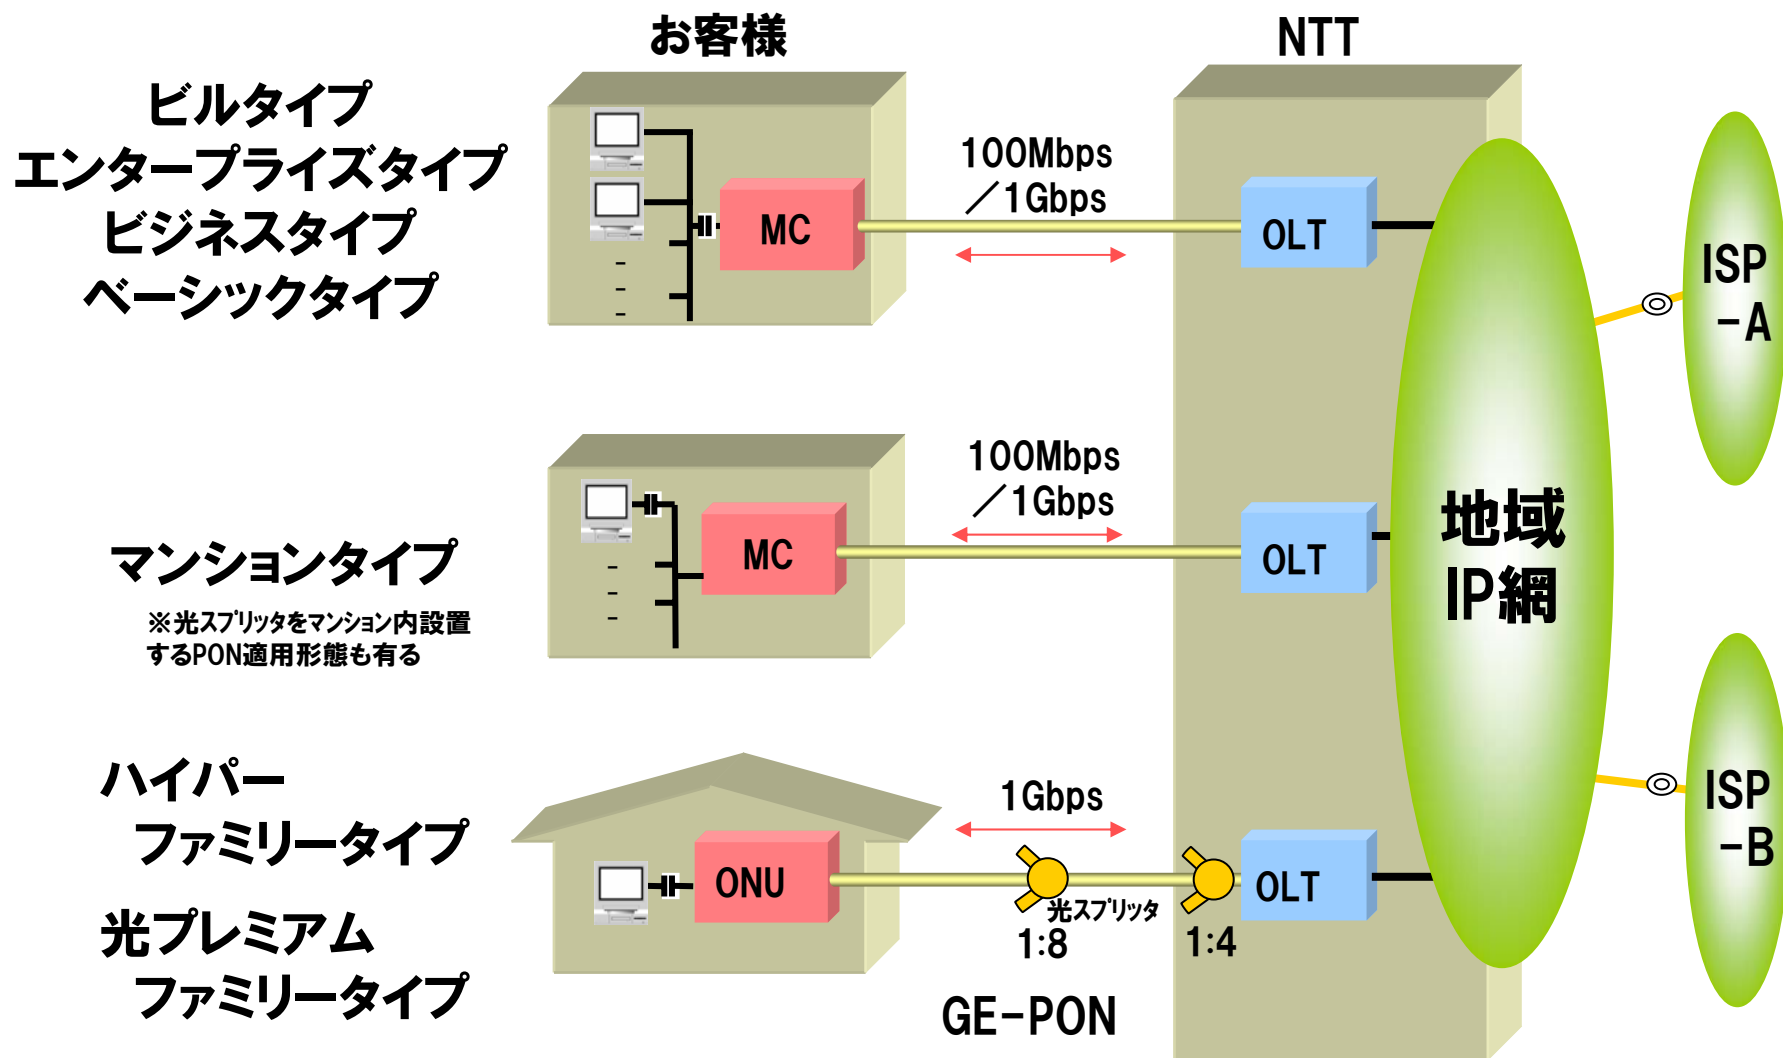 お客様
NTT
ビルタイプ
エンタープライズタイプ
ビジネスタイプ
ベーシックタイプ
100Mbps
／1Gbps
MC
OLT
ISP
-A
100Mbps
／1Gbps
マンションタイプ
※光スプリッタをマンション内設置
するPON適用形態も有る
MC
OLT
地域
IP網
ハイパー
ファミリータイプ
光プレミアム
ファミリータイプ
1Gbps
ONU
光スプリッタ
1:8
1:4
OLT
ISP
-B
GE-PON